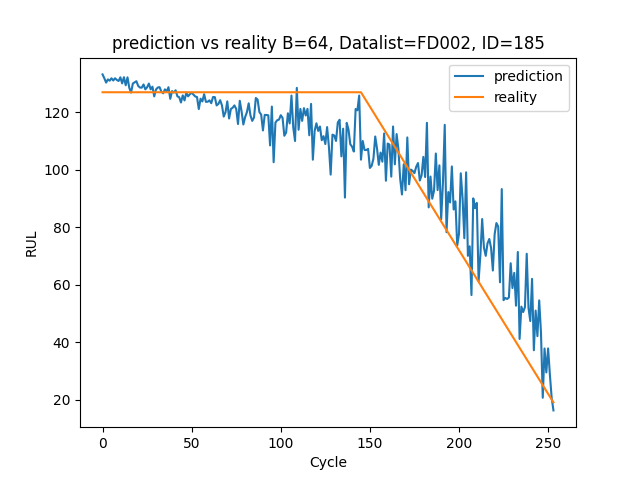 prediction vs reality B=64, Datalist=FD002, ID=185
prediction
reality
120
100
80
60
40
20
RUL
0 50 100 150 200 250
Cycle